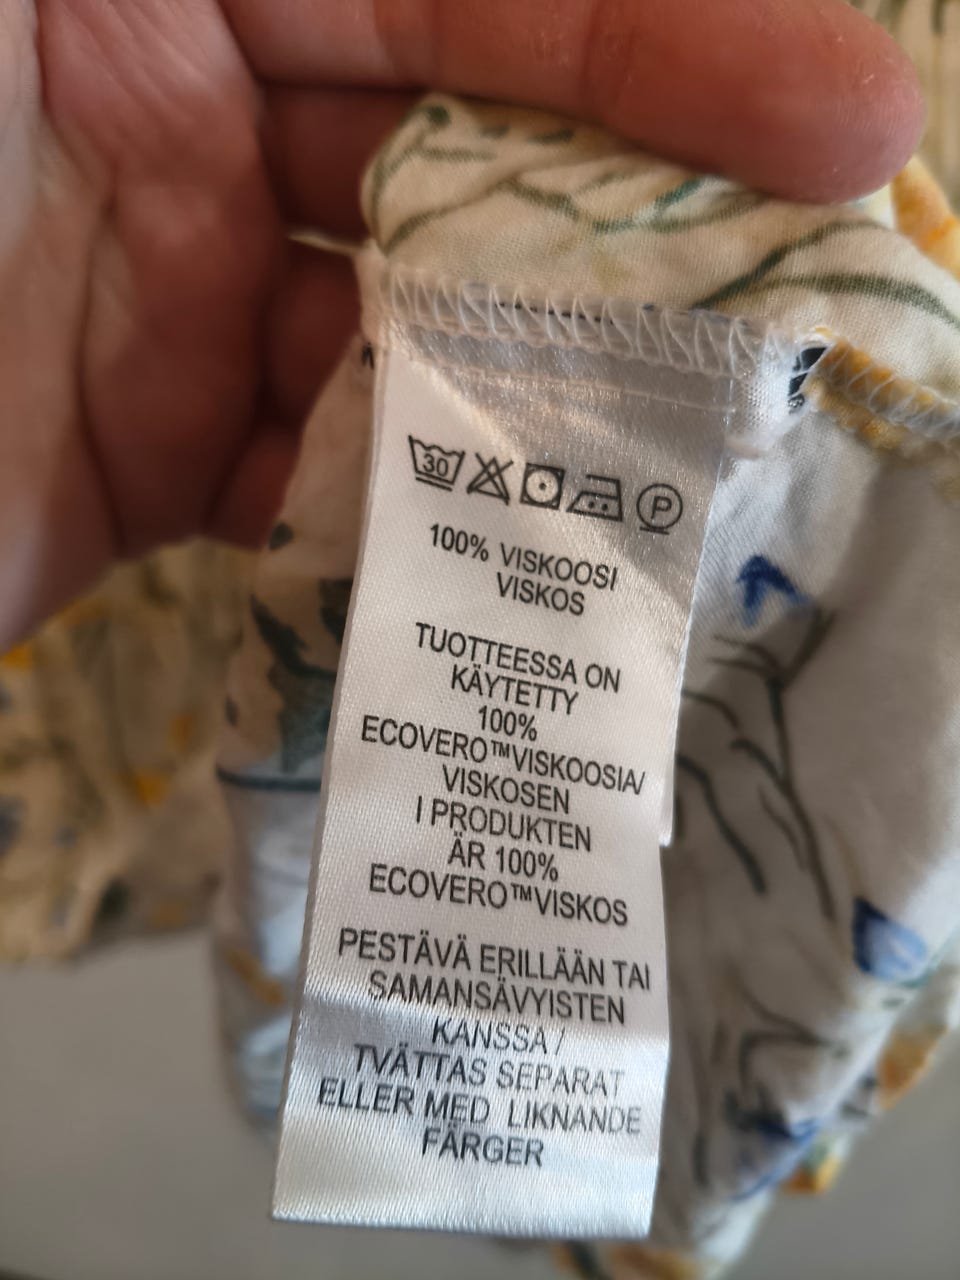 30 P
100% VISKOOSI
VISKOS
TUOTTEESSA ON
KÄYTETTY
100%
ECOVERO™VISKOOSIA/
VISKOSEN
I PRODUKTEN
ÄR 100%
ECOVERO™VISKOS
PESTÄVÄ ERILLÄÄN TAI
SAMANSÄVYISTEN
KANSSA /
TVÄTTAS SEPARAT
ELLER MED LIKNANDE
FÄRGER